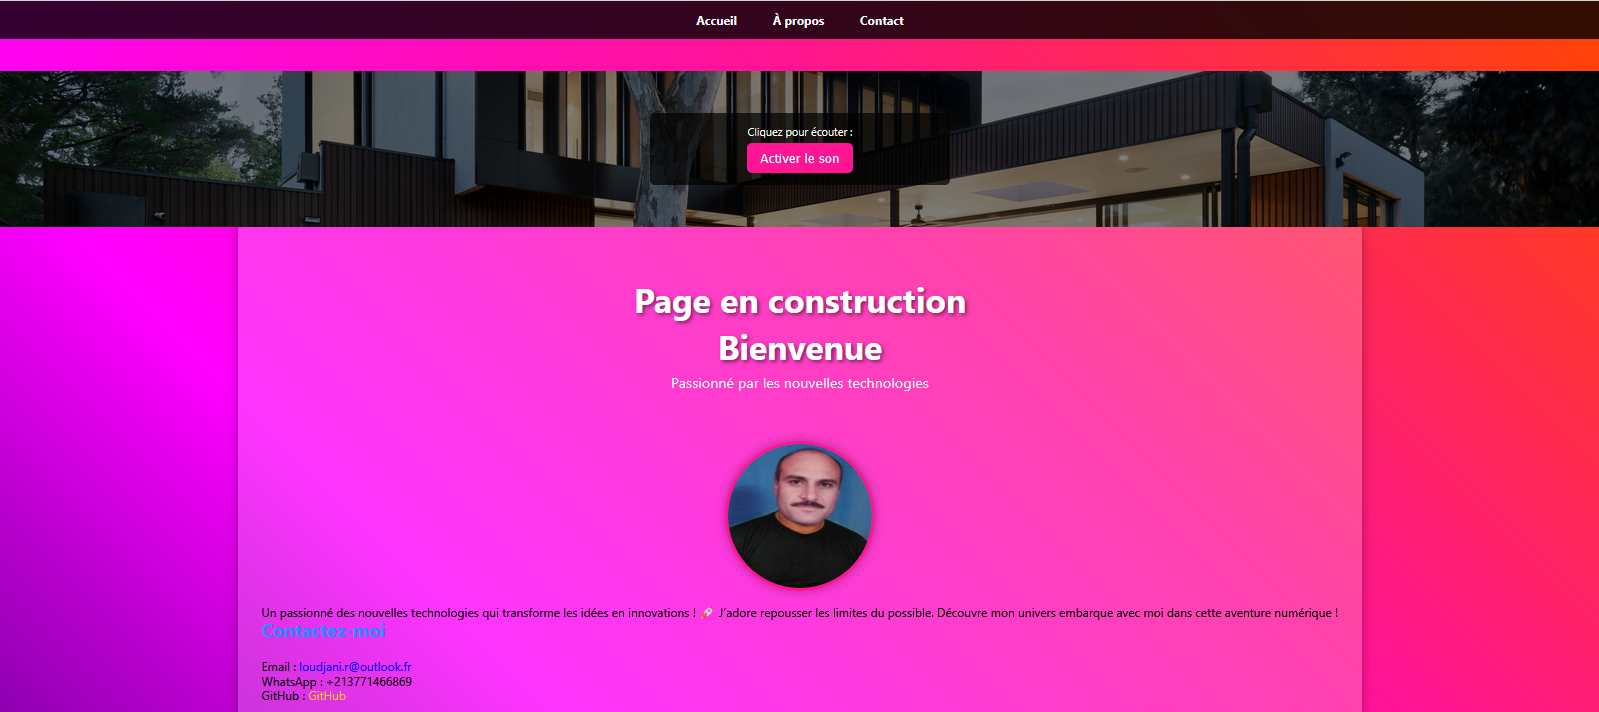 Accueil À propos Contact
Cliquez pour écouter :
Activer le son
Page en construction
Bienvenue
Passionné par les nouvelles technologies
Un passionné des nouvelles technologies qui transforme les idées en innovations ! 🚀 J'adore repousser les limites du possible. Découvre mon univers embarque avec moi dans cette aventure numérique !
Contactez-moi
Email : loudjani.r@outlook.fr
WhatsApp : +213771466869
GitHub : GitHub